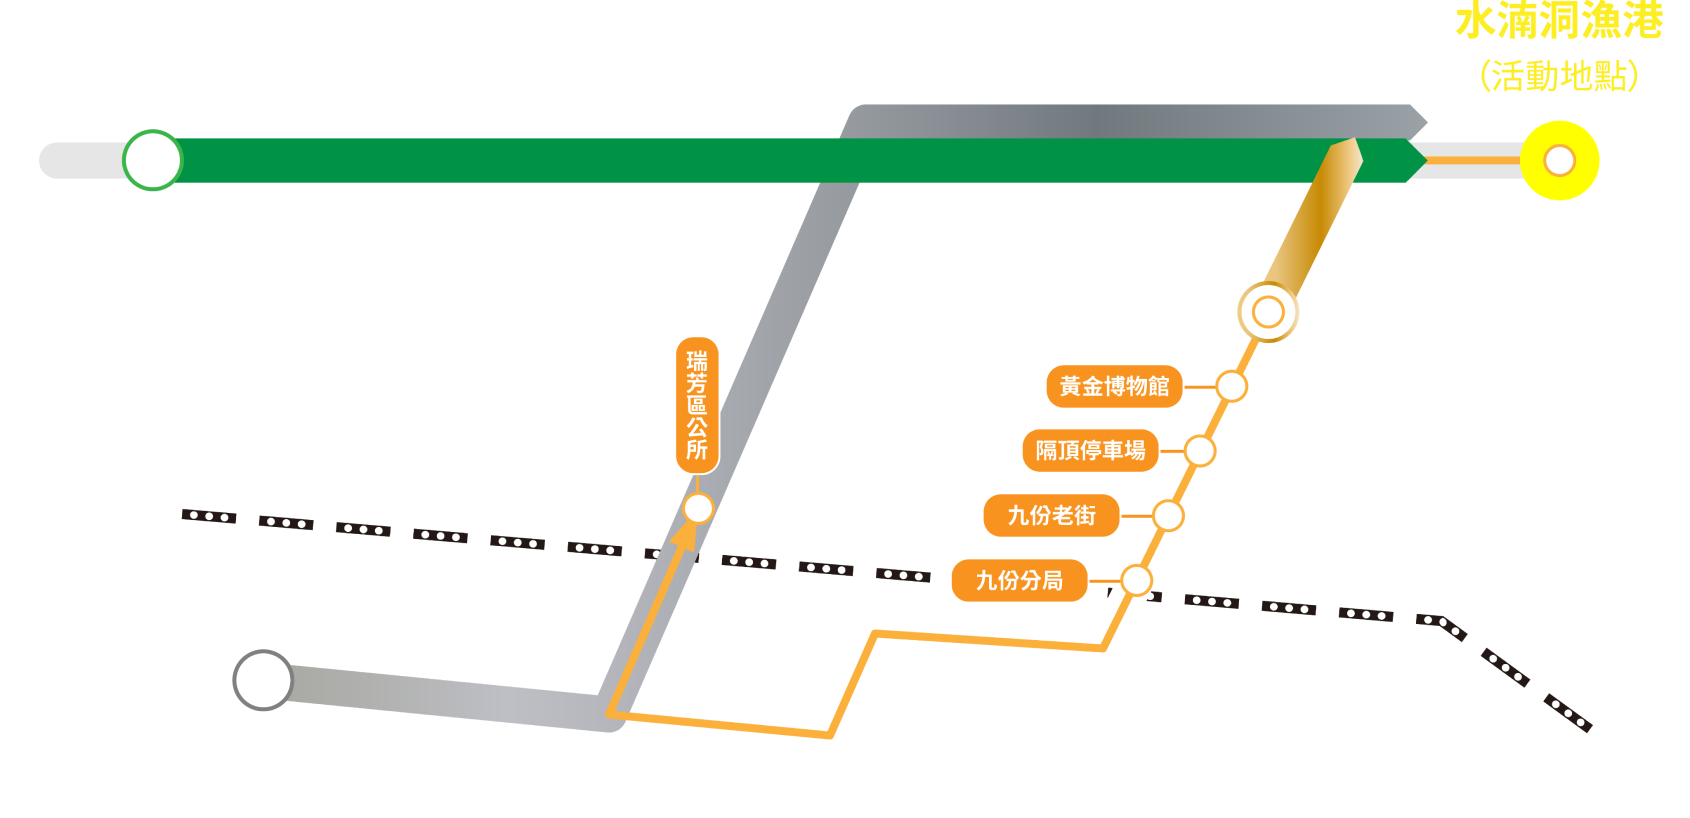 水湳洞漁港
（活動地點）
瑞芳區公所
黃金博物館
隔頂停車場
九份老街
九份分局